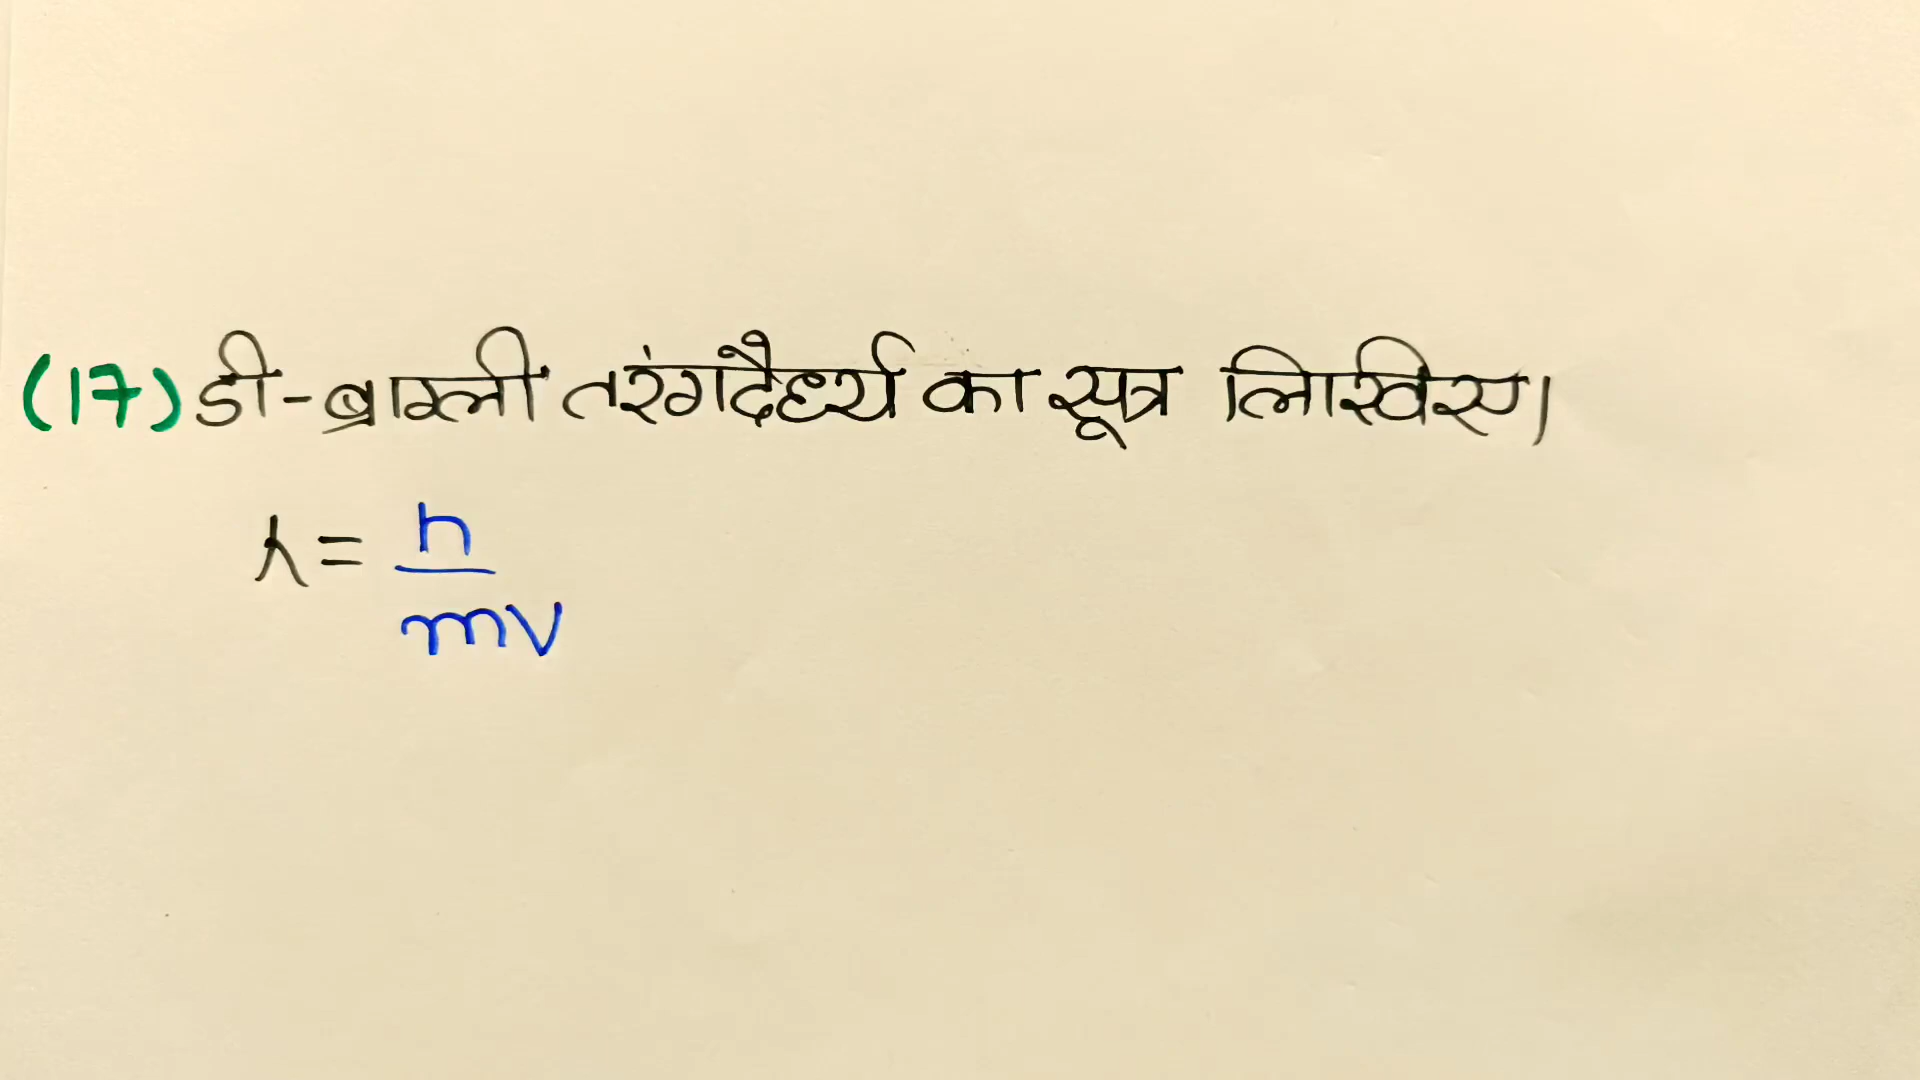 (17) डी-ब्राग्ली तरंगदैर्ध्य का सूत्र लिखिए।
λ = h
mv